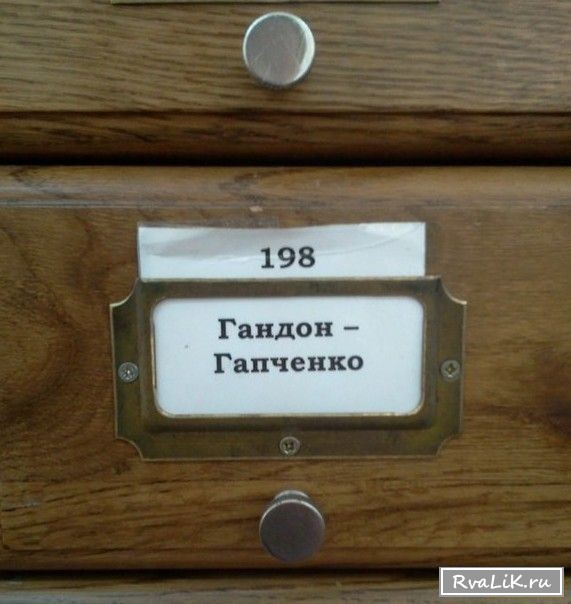 198
Гандон –
Гапченко
RvaLiK.ru